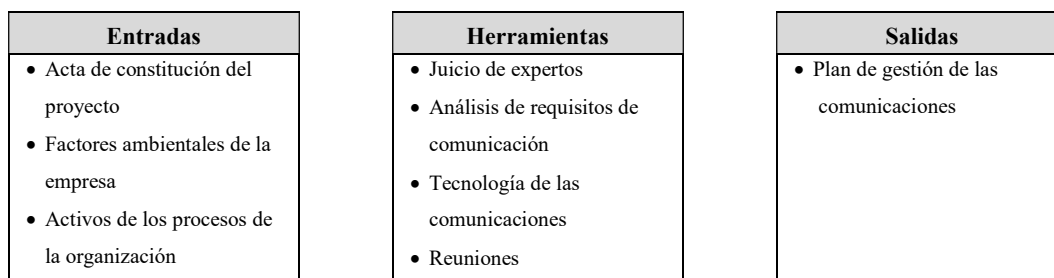 Entradas
• Acta de constitución del
proyecto
• Factores ambientales de la
empresa
• Activos de los procesos de
la organización
Herramientas
• Juicio de expertos
• Análisis de requisitos de
comunicación
• Tecnología de las
comunicaciones
• Reuniones
Salidas
• Plan de gestión de las
comunicaciones